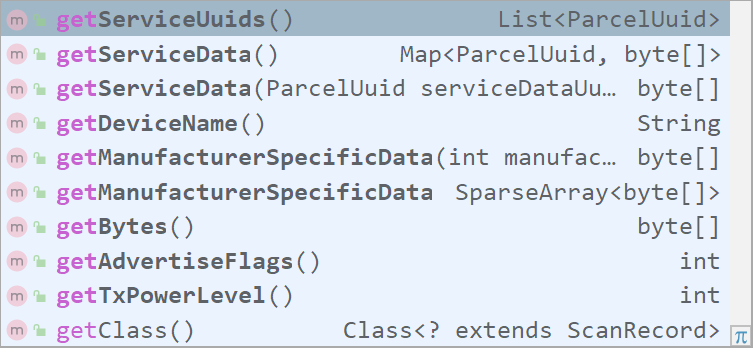 m getServiceUuids() List<ParcelUuid>
m getServiceData() Map<ParcelUuid, byte[]>
m getServiceData(ParcelUuid serviceDataUu… byte[]
m getDeviceName() String
m getManufacturerSpecificData(int manufac… byte[]
m getManufacturerSpecificData SparseArray<byte[]>
m getBytes() byte[]
m getAdvertiseFlags() int
m getTxPowerLevel() int
m getClass() Class<? extends ScanRecord>
π